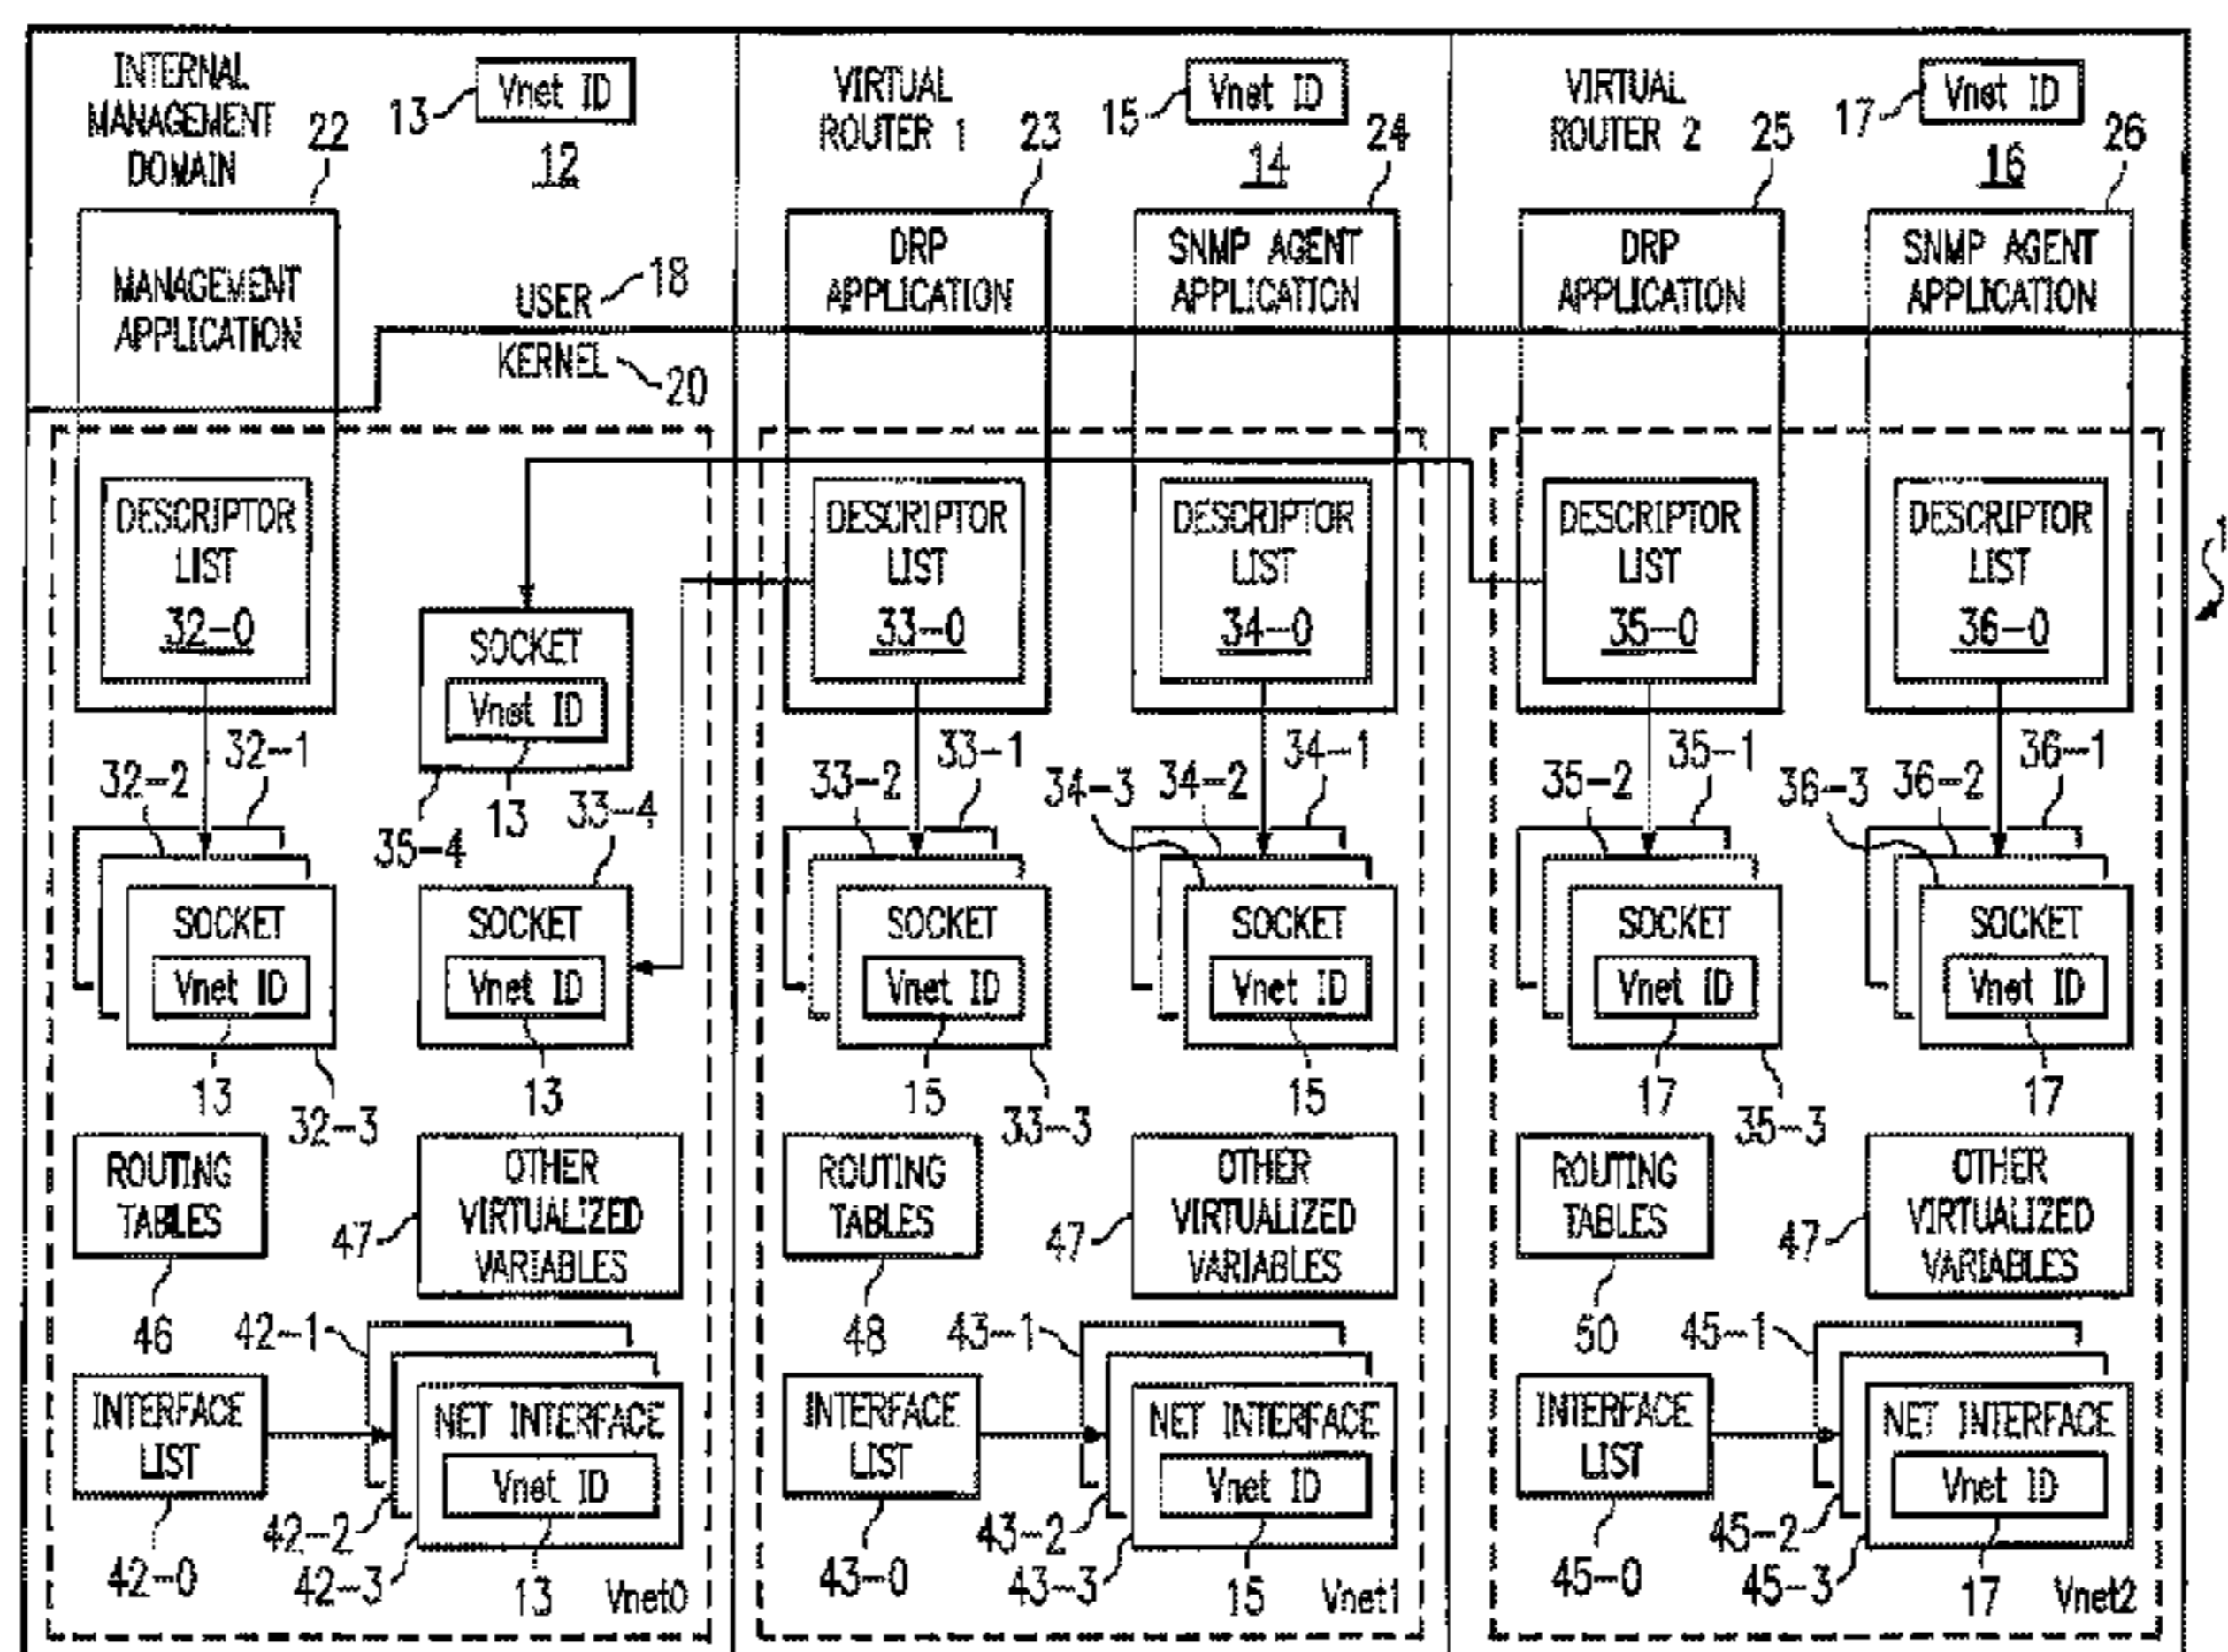 INTERNAL
MANAGEMENT
DOMAIN
13
Vnet ID
12
22
MANAGEMENT
APPLICATION
USER 18
KERNEL 20
DESCRIPTOR
LIST
32-0
SOCKET
Vnet ID
13
35-4
32-2
32-1
33-4
SOCKET
Vnet ID
13
32-3
SOCKET
Vnet ID
13
ROUTING
TABLES
46
OTHER
VIRTUALIZED
VARIABLES
47
INTERFACE
LIST
42-0
42-1
42-2
42-3
NET INTERFACE
Vnet ID
13
Vnet0
VIRTUAL
ROUTER 1
15
Vnet ID
14
23
24
DRP
APPLICATION
SNMP AGENT
APPLICATION
DESCRIPTOR
LIST
33-0
DESCRIPTOR
LIST
34-0
33-2
33-1
34-3
34-2
34-1
SOCKET
Vnet ID
15
33-3
SOCKET
Vnet ID
15
ROUTING
TABLES
48
OTHER
VIRTUALIZED
VARIABLES
47
INTERFACE
LIST
43-0
43-1
43-2
43-3
NET INTERFACE
Vnet ID
15
Vnet1
VIRTUAL
ROUTER 2
17
Vnet ID
16
25
26
DRP
APPLICATION
SNMP AGENT
APPLICATION
DESCRIPTOR
LIST
35-0
DESCRIPTOR
LIST
36-0
35-2
35-1
36-3
36-2
36-1
SOCKET
Vnet ID
17
35-3
SOCKET
Vnet ID
17
ROUTING
TABLES
50
OTHER
VIRTUALIZED
VARIABLES
47
INTERFACE
LIST
45-0
45-1
45-2
45-3
NET INTERFACE
Vnet ID
17
Vnet2
1